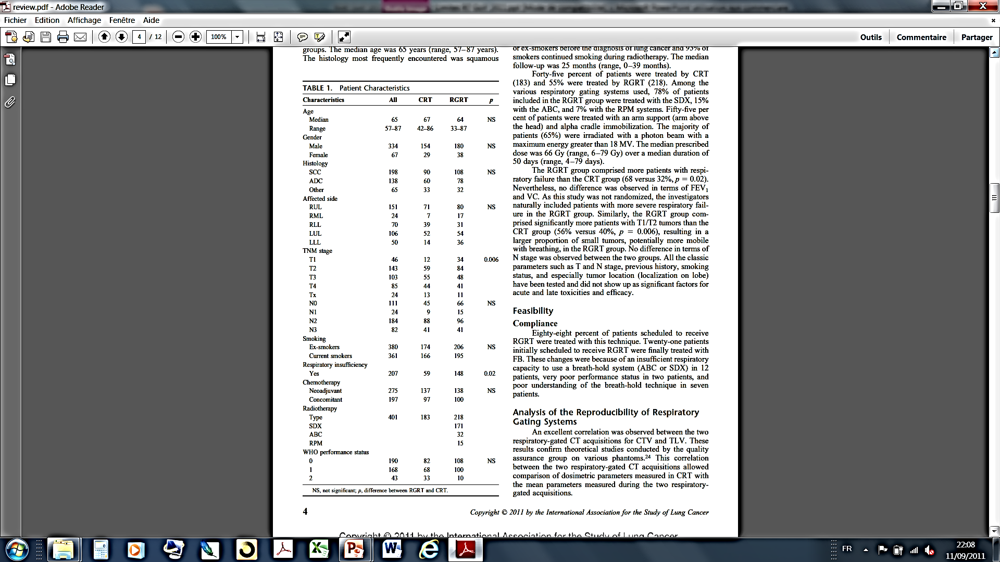 review.pdf - Adobe Reader
Fichier Edition Affichage Fenêtre Aide
4 / 12 100% Outils Commentaire Partager
groups. The median age was 65 years (range, 57–87 years).
The histology most frequently encountered was squamous
TABLE 1. Patient Characteristics
Characteristics All CRT RGRT p
Age
Median 65 67 64 NS
Range 57–87 42–86 33–87
Gender
Male 334 154 180 NS
Female 67 29 38
Histology
SCC 198 90 108 NS
ADC 138 60 78
Other 65 33 32
Affected side
RUL 151 71 80 NS
RML 24 7 17
RLL 70 39 31
LUL 106 52 54
LLL 50 14 36
TNM stage
T1 46 12 34 0.006
T2 143 59 84
T3 103 55 48
T4 85 44 41
Tx 24 13 11
N0 111 45 66 NS
N1 24 9 15
N2 184 88 96
N3 82 41 41
Smoking
Ex-smokers 380 174 206 NS
Current smokers 361 166 195
Respiratory insufficiency
Yes 207 59 148 0.02
Chemotherapy
Neoadjuvant 275 137 138 NS
Concomitant 197 97 100
Radiotherapy
Type 401 183 218
SDX 171
ABC 32
RPM 15
WHO performance status
0 190 82 108 NS
1 168 68 100
2 43 33 10
NS, not significant; p, difference between RGRT and CRT.
or ex-smokers before the diagnosis of lung cancer and 95% of
smokers continued smoking during radiotherapy. The median
follow-up was 25 months (range, 0–39 months).
Forty-five percent of patients were treated by CRT
(183) and 55% were treated by RGRT (218). Among the
various respiratory gating systems used, 78% of patients
included in the RGRT group were treated with the SDX, 15%
with the ABC, and 7% with the RPM systems. Fifty-five per
cent of patients were treated with an arm support (arm above
the head) and alpha cradle immobilization. The majority of
patients (65%) were irradiated with a photon beam with a
maximum energy greater than 18 MV. The median prescribed
dose was 66 Gy (range, 6–79 Gy) over a median duration of
50 days (range, 4–79 days).
The RGRT group comprised more patients with respi-
ratory failure than the CRT group (68 versus 32%, p = 0.02).
Nevertheless, no difference was observed in terms of FEV1
and VC. As this study was not randomized, the investigators
naturally included patients with more severe respiratory fail-
ure in the RGRT group. Similarly, the RGRT group com-
prised significantly more patients with T1/T2 tumors than the
CRT group (56% versus 40%, p = 0.006), resulting in a
larger proportion of small tumors, potentially more mobile
with breathing, in the RGRT group. No difference in terms of
N stage was observed between the two groups. All the classic
parameters such as T and N stage, previous history, smoking
status, and especially tumor location (localization on lobe)
have been tested and did not show up as significant factors for
acute and late toxicities and efficacy.
Feasibility
Compliance
Eighty-eight percent of patients scheduled to receive
RGRT were treated with this technique. Twenty-one patients
initially scheduled to receive RGRT were finally treated with
FB. These changes were because of an insufficient respiratory
capacity to use a breath-hold system (ABC or SDX) in 12
patients, very poor performance status in two patients, and
poor understanding of the breath-hold technique in seven
patients.
Analysis of the Reproducibility of Respiratory
Gating Systems
An excellent correlation was observed between the two
respiratory-gated CT acquisitions for CTV and TLV. These
results confirm theoretical studies conducted by the quality
assurance group on various phantoms.24 This correlation
between the two respiratory-gated CT acquisitions allowed
comparison of dosimetric parameters measured in CRT with
the mean parameters measured during the two respiratory-
gated acquisitions.
4 Copyright © 2011 by the International Association for the Study of Lung Cancer
Copyright © 2011 by the International Association for the Study of Lung Cancer
FR 22:08
11/09/2011